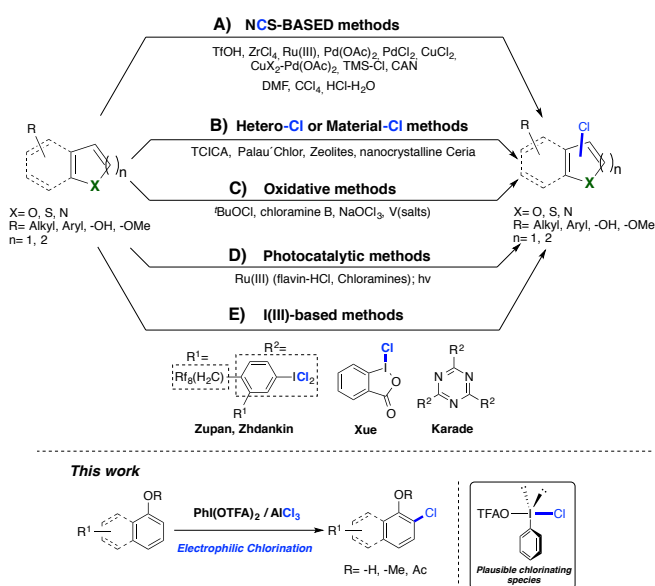 A) NCS-BASED methods
TfOH, ZrCl4, Ru(III), Pd(OAc)2, PdCl2, CuCl2,
CuX2-Pd(OAc)2, TMS-Cl, CAN
DMF, CCl4, HCl-H2O
B) Hetero-Cl or Material-Cl methods
TCICA, Palau´Chlor, Zeolites, nanocrystalline Ceria
R
X
( )n
X= O, S, N
R= Alkyl, Aryl, -OH, -OMe
n= 1, 2
C) Oxidative methods
tBuOCl, chloramine B, NaOCl3, V(salts)
R
Cl
X
( )n
X= O, S, N
R= Alkyl, Aryl, -OH, -OMe
n= 1, 2
D) Photocatalytic methods
Ru(III) (flavin-HCl, Chloramines); hv
E) I(III)-based methods
R1=
R2=
Rf8(H2C)
ICl2
R1
Zupan, Zhdankin
Cl
I
O
O
Xue
R2
N
N
N
R2
R2
Karade
This work
OR
R1
PhI(OTFA)2 / AlCl3
Electrophilic Chlorination
OR
Cl
R1
R= -H, -Me, Ac
TFAO
I
Cl
Plausible chlorinating
species